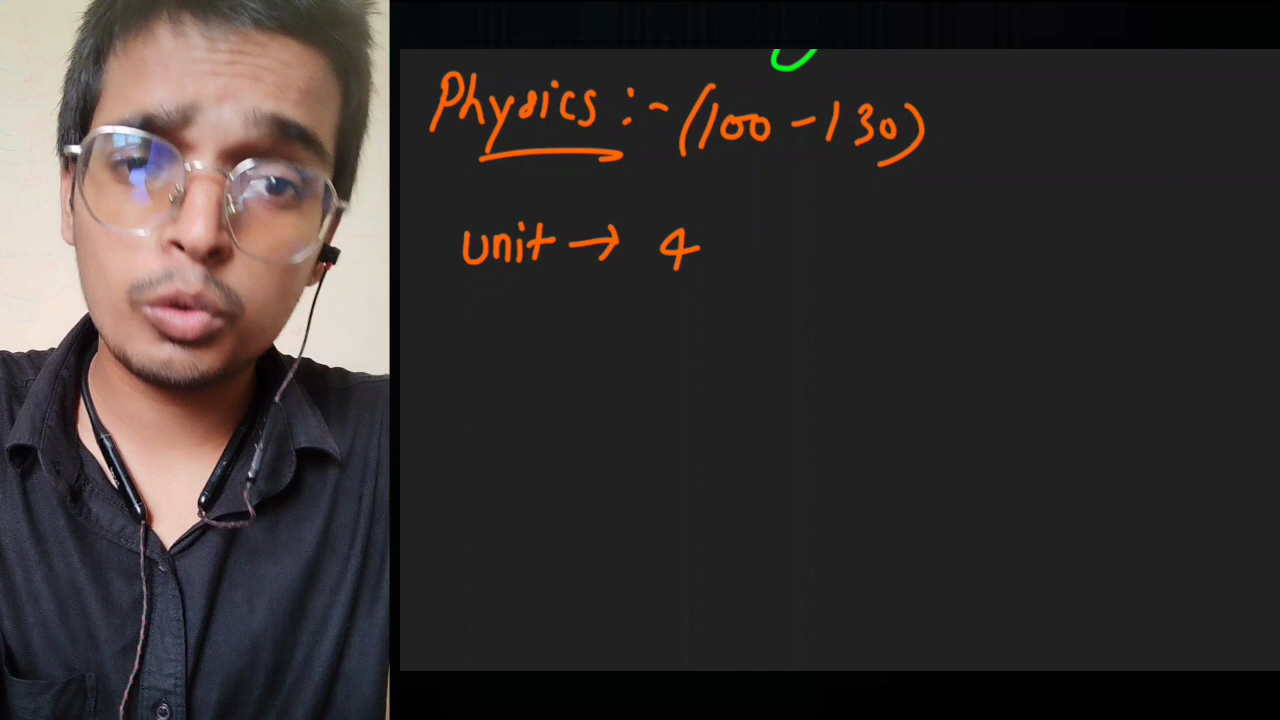 Physics :- (100 - 130)
unit → 4